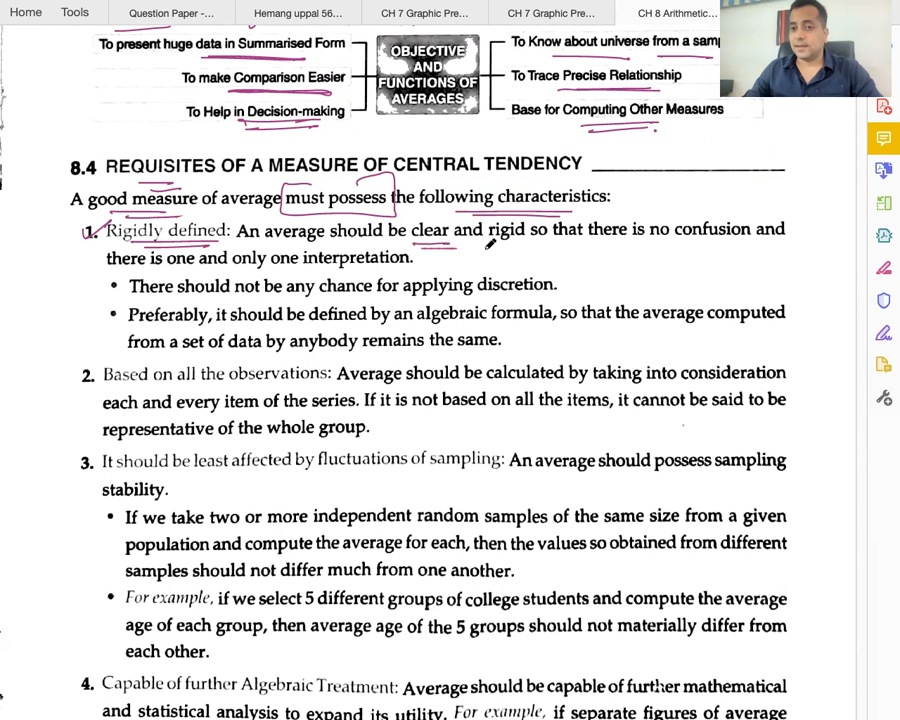 Home Tools Question Paper -... Hemang uppal 56... CH 7 Graphic Pre... CH 7 Graphic Pre... CH 8 Arithmetic...
To present huge data in Summarised Form
To make Comparison Easier
To Help in Decision-making
OBJECTIVE
AND
FUNCTIONS OF
AVERAGES
To Know about universe from a sam
To Trace Precise Relationship
Base for Computing Other Measures
8.4 REQUISITES OF A MEASURE OF CENTRAL TENDENCY
A good measure of average must possess the following characteristics:
1. Rigidly defined: An average should be clear and rigid so that there is no confusion and
there is one and only one interpretation.
• There should not be any chance for applying discretion.
• Preferably, it should be defined by an algebraic formula, so that the average computed
from a set of data by anybody remains the same.
2. Based on all the observations: Average should be calculated by taking into consideration
each and every item of the series. If it is not based on all the items, it cannot be said to be
representative of the whole group.
3. It should be least affected by fluctuations of sampling: An average should possess sampling
stability.
• If we take two or more independent random samples of the same size from a given
population and compute the average for each, then the values so obtained from different
samples should not differ much from one another.
• For example, if we select 5 different groups of college students and compute the average
age of each group, then average age of the 5 groups should not materially differ from
each other.
4. Capable of further Algebraic Treatment: Average should be capable of further mathematical
and statistical analysis to expand its utility. For example, if separate figures of average